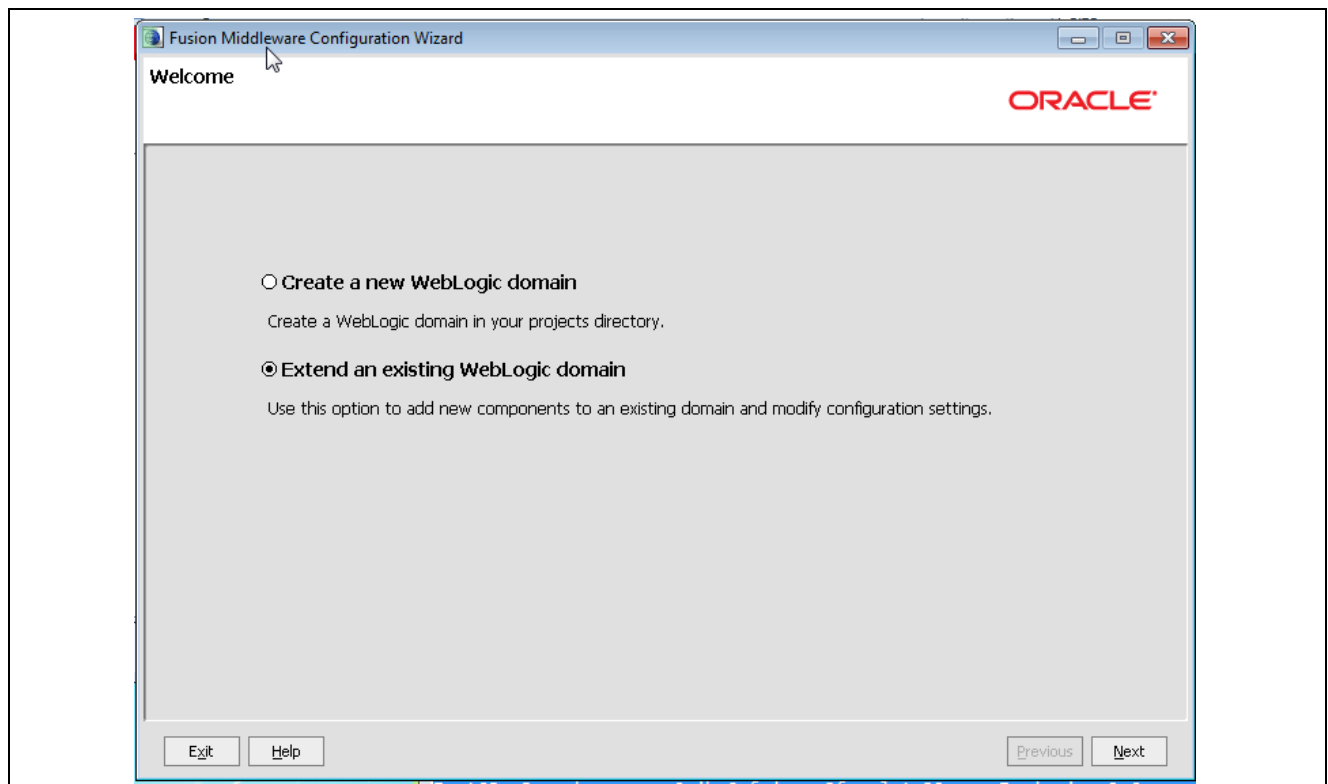 Fusion Middleware Configuration Wizard
Welcome
ORACLE
Create a new WebLogic domain
Create a WebLogic domain in your projects directory.
Extend an existing WebLogic domain
Use this option to add new components to an existing domain and modify configuration settings.
Exit Help Previous Next